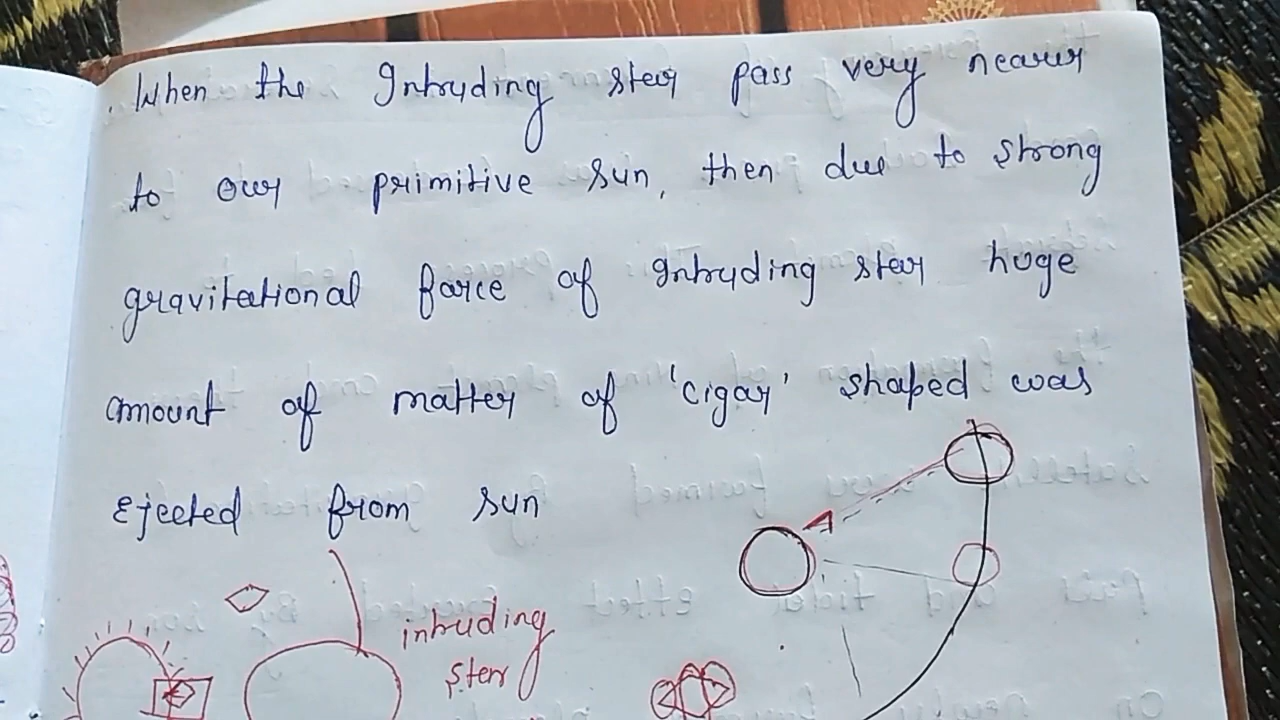 . When the Intruding star pass very nearer
to our primitive sun, then due to strong
gravitational force of Intruding star huge
amount of matter of 'cigar' shaped was
Ejected from sun
intruding
star